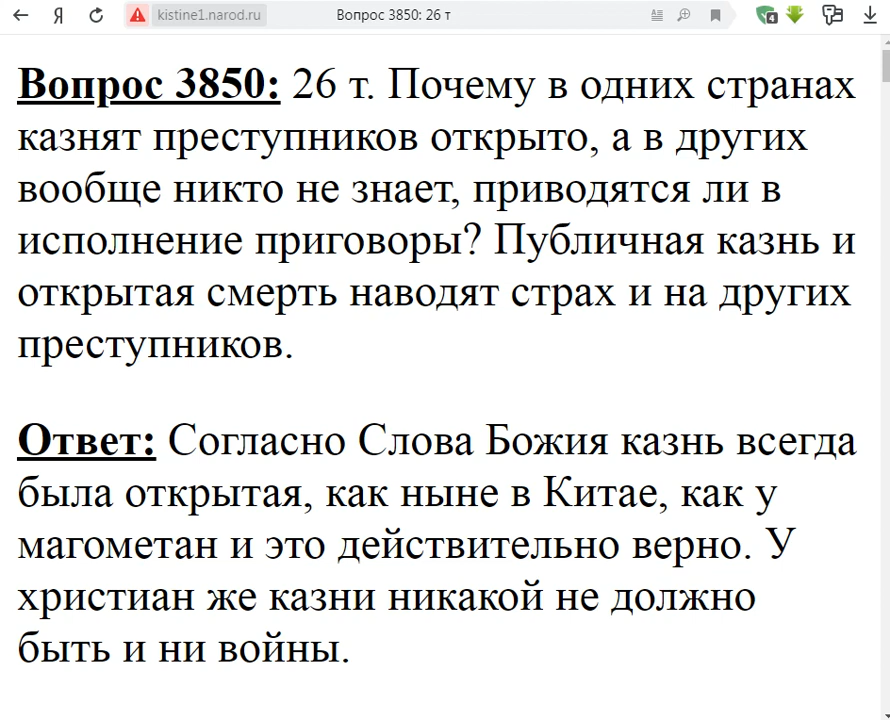 Я kistine1.narod.ru Вопрос 3850: 26 т 4
Вопрос 3850: 26 т. Почему в одних странах
казнят преступников открыто, а в других
вообще никто не знает, приводятся ли в
исполнение приговоры? Публичная казнь и
открытая смерть наводят страх и на других
преступников.
Ответ: Согласно Слова Божия казнь всегда
была открытая, как ныне в Китае, как у
магометан и это действительно верно. У
христиан же казни никакой не должно
быть и ни войны.